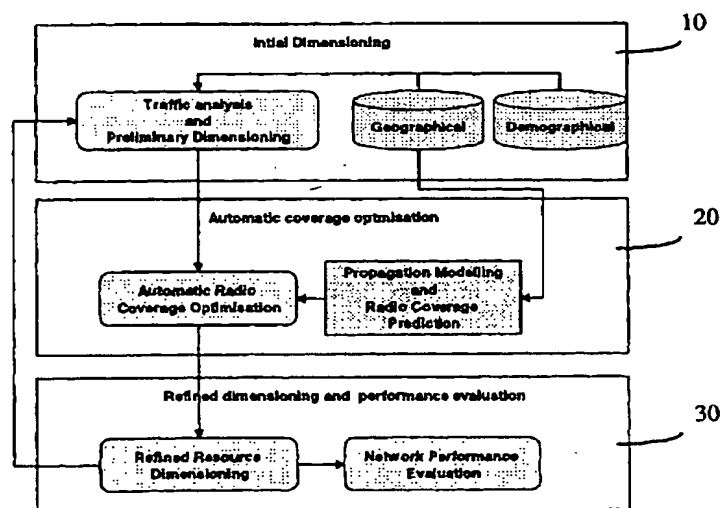 10
Intial Dimensioning
Traffic analysis
and
Preliminary Dimensioning
Geographical
Demographical
Automatic coverage optmisation
20
Automatic Radio
Coverage Optimisation
Propagation Modelling
and
Radio Coverage
Prediction
Refined dimensioning and performance evaluation
30
Refined Resource
Dimensioning
Network Performance
Evaluation